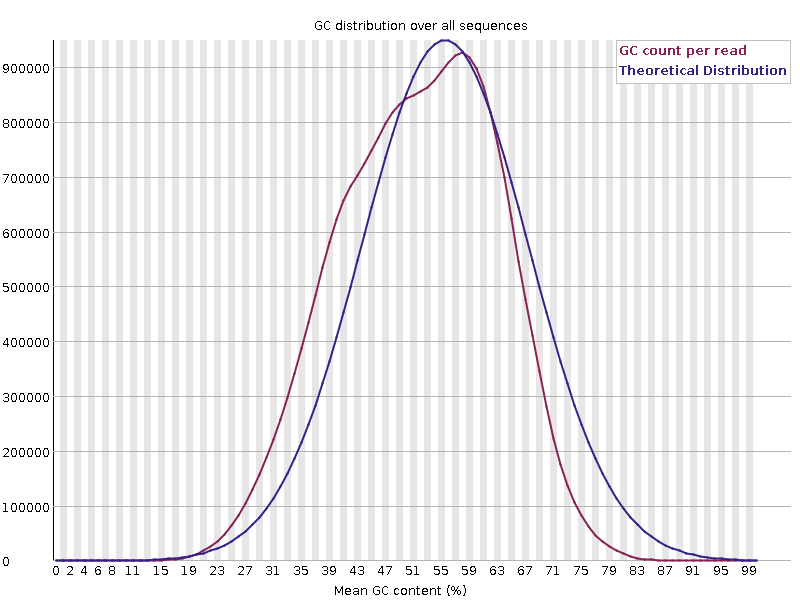 GC distribution over all sequences
GC count per read
Theoretical Distribution
900000
800000
700000
600000
500000
400000
300000
200000
100000
0
0 2 4 6 8 11 15 19 23 27 31 35 39 43 47 51 55 59 63 67 71 75 79 83 87 91 95 99
Mean GC content (%)